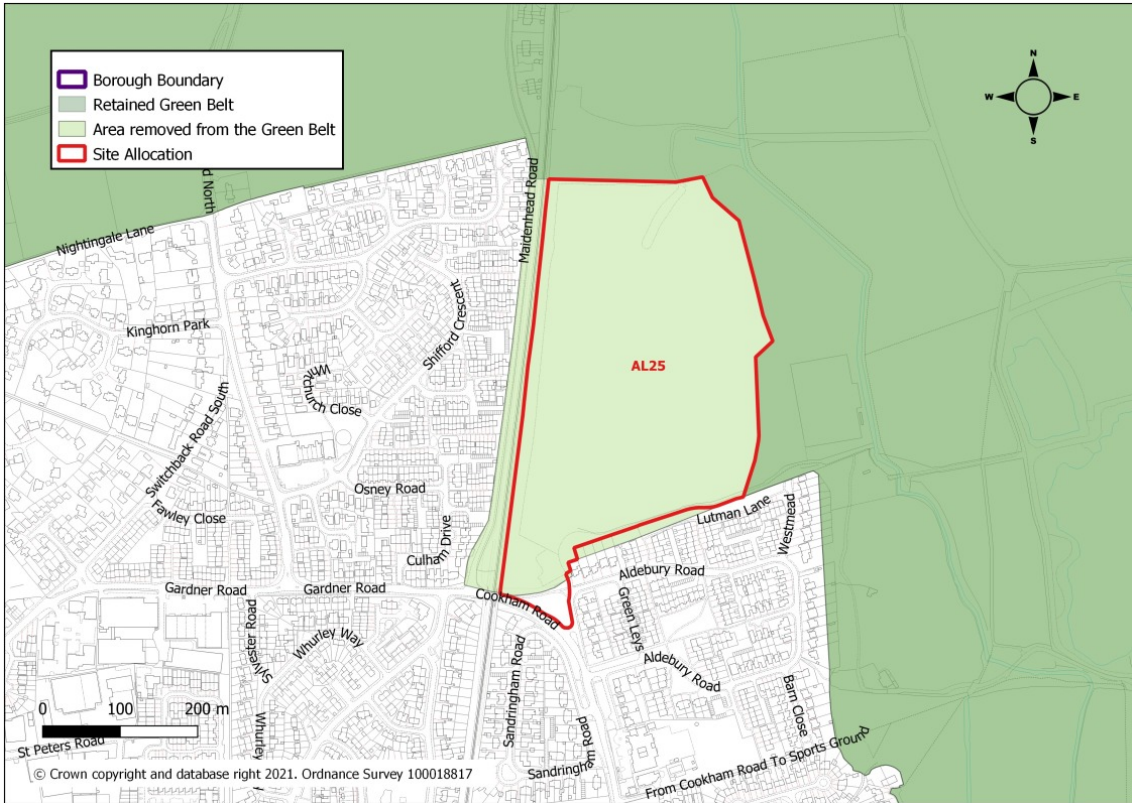 Borough Boundary
Retained Green Belt
Area removed from the Green Belt
Site Allocation
N
W
E
S
d North
Nightingale Lane
Maidenhead Road
Kinghorn Park
Shifford Crescent
Whitchurch Close
AL25
Switchback Road South
Osney Road
Fawley Close
Culham Drive
Lutman Lane
Westmead
Gardner Road
Gardner Road
Cookham Road
Aldebury Road
Green Leys
Sylvester Road
Whurley Way
Aldebury Road
Sandringham Road
Barn Close
0 100 200 m
St Peters Road
Whurley
Sandringham Road
From Cookham Road To Sports Ground
© Crown copyright and database right 2021. Ordnance Survey 100018817